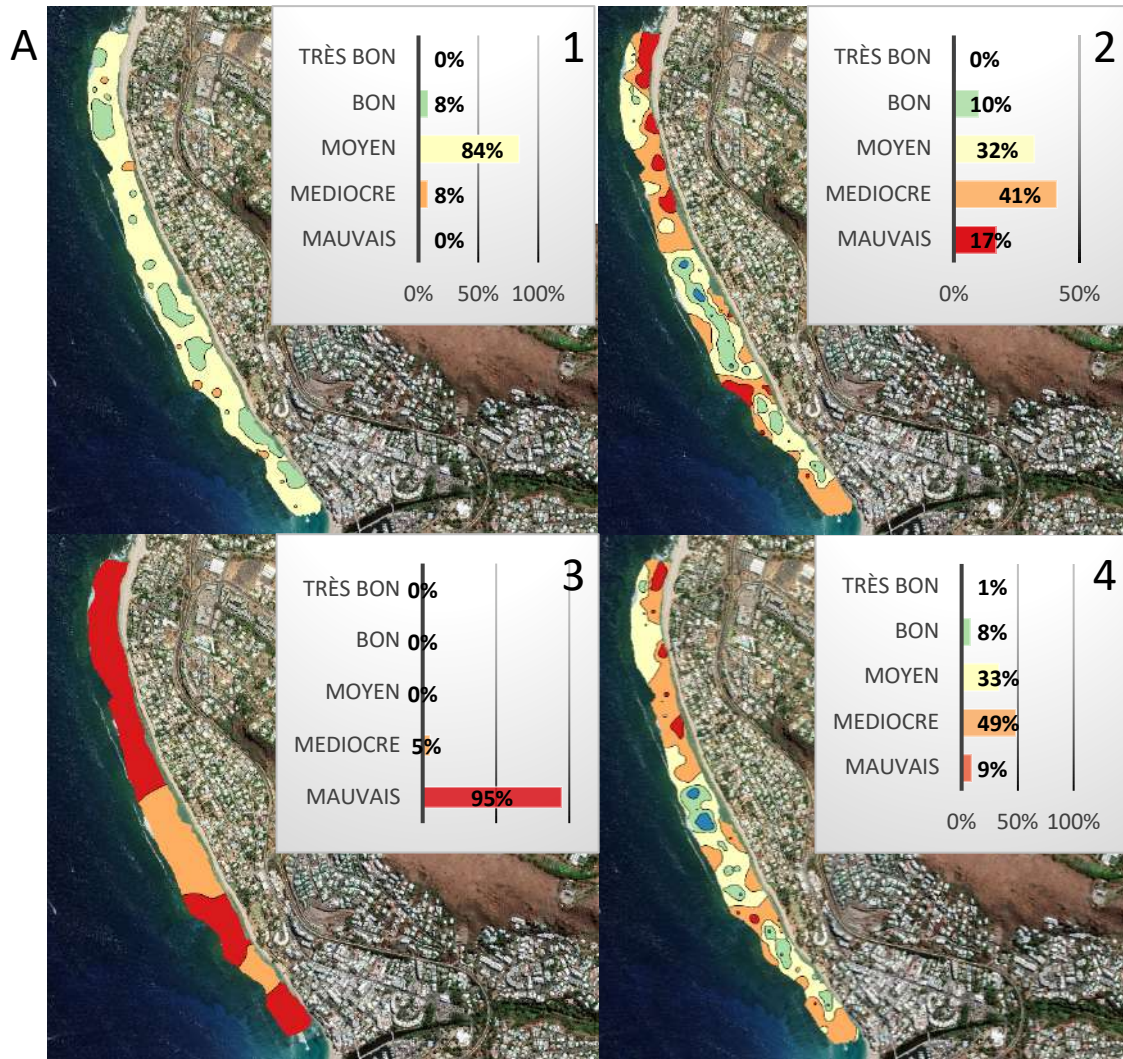 A
1
TRÈS BON 0%
BON 8%
MOYEN 84%
MEDIOCRE 8%
MAUVAIS 0%
0% 50% 100%
2
TRÈS BON 0%
BON 10%
MOYEN 32%
MEDIOCRE 41%
MAUVAIS 17%
0% 50%
3
TRÈS BON 0%
BON 0%
MOYEN 0%
MEDIOCRE 5%
MAUVAIS 95%
4
TRÈS BON 1%
BON 8%
MOYEN 33%
MEDIOCRE 49%
MAUVAIS 9%
0% 50% 100%